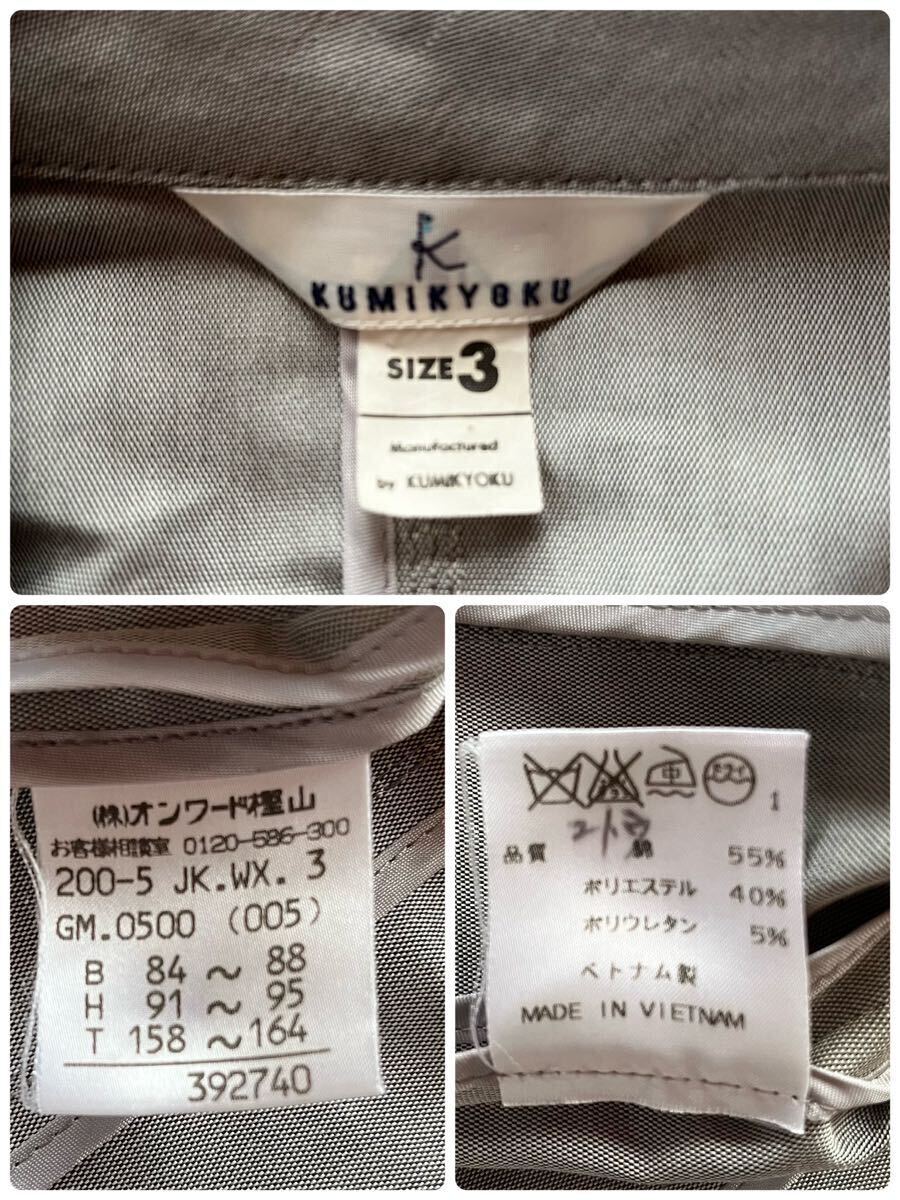 K
KUMIKYOKU
SIZE 3
Manufactured
by KUMIKYOKU
(株)オンワード樫山
お客様相談室 0120-586-300
200-5 JK.WX. 3
GM.0500 (005)
B 84 ~ 88
H 91 ~ 95
T 158 ~ 164
392740
中
1
品質 綿 55%
ポリエステル 40%
ポリウレタン 5%
ベトナム製
MADE IN VIETNAM